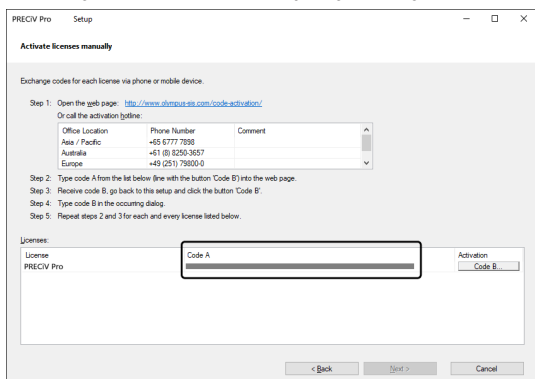 PRECiV Pro Setup
Activate licenses manually
Exchange codes for each license via phone or mobile device.
Step 1: Open the web page: http://www.olympus-sis.com/code-activation/
Or call the activation hotline:
Office Location Phone Number Comment
Asia / Pacific +65 6777 7898
Australia +61 (8) 8250-3657
Europe +49 (251) 79800-0
Step 2: Type code A from the list below (line with the button 'Code B') into the web page.
Step 3: Receive code B, go back to this setup and click the button 'Code B'.
Step 4: Type code B in the occurring dialog.
Step 5: Repeat steps 2 and 3 for each and every license listed below.
Licenses:
License Code A Activation
PRECiV Pro Code B...
< Back Next > Cancel